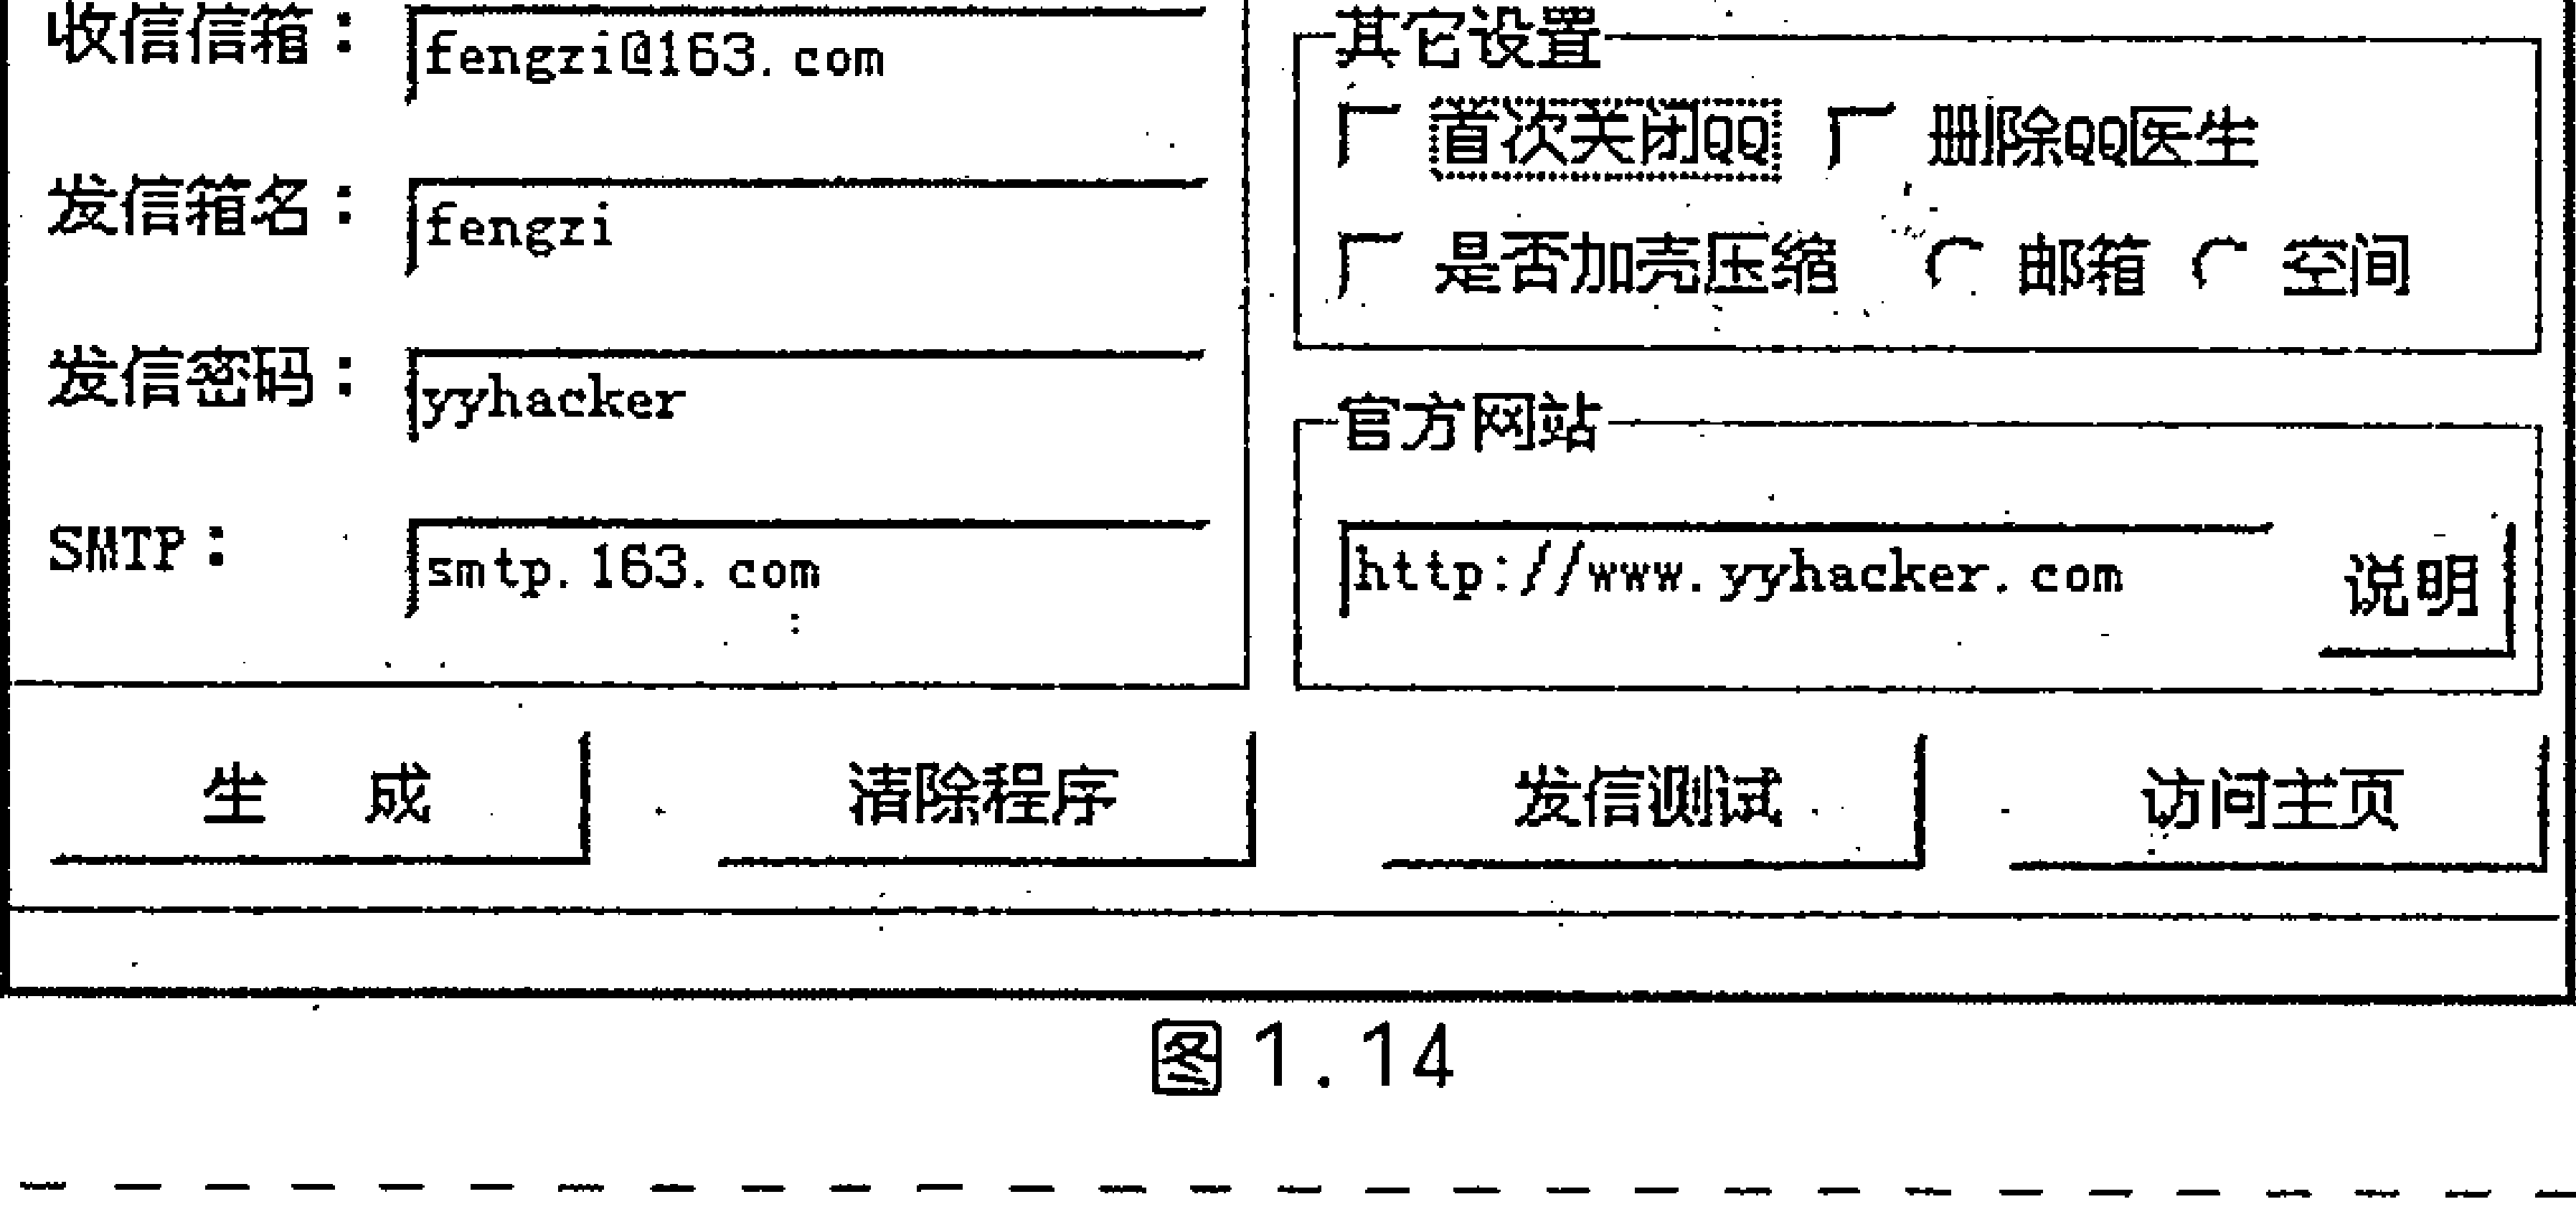 收信信箱：
fengzi@163.com
发信箱名：
fengzi
发信密码：
yyhacker
SMTP：
smtp.163.com
其它设置
首次关闭QQ 删除QQ医生
是否加壳压缩 邮箱 空间
官方网站
http://www.yyhacker.com
说明
生 成 清除程序 发信测试 访问主页
图1.14